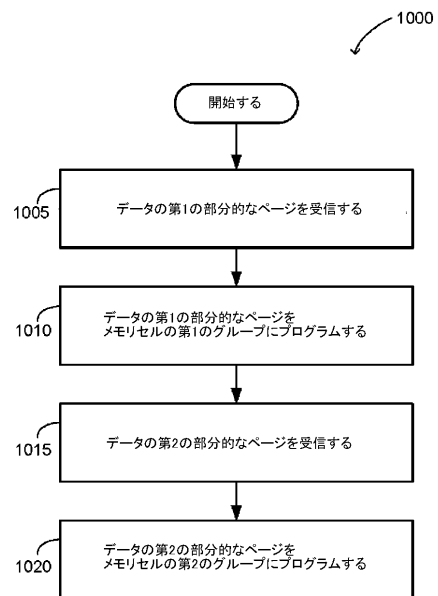 1000
開始する
1005
データの第1の部分的なページを受信する
1010
データの第1の部分的なページを
メモリセルの第1のグループにプログラムする
1015
データの第2の部分的なページを受信する
1020
データの第2の部分的なページを
メモリセルの第2のグループにプログラムする